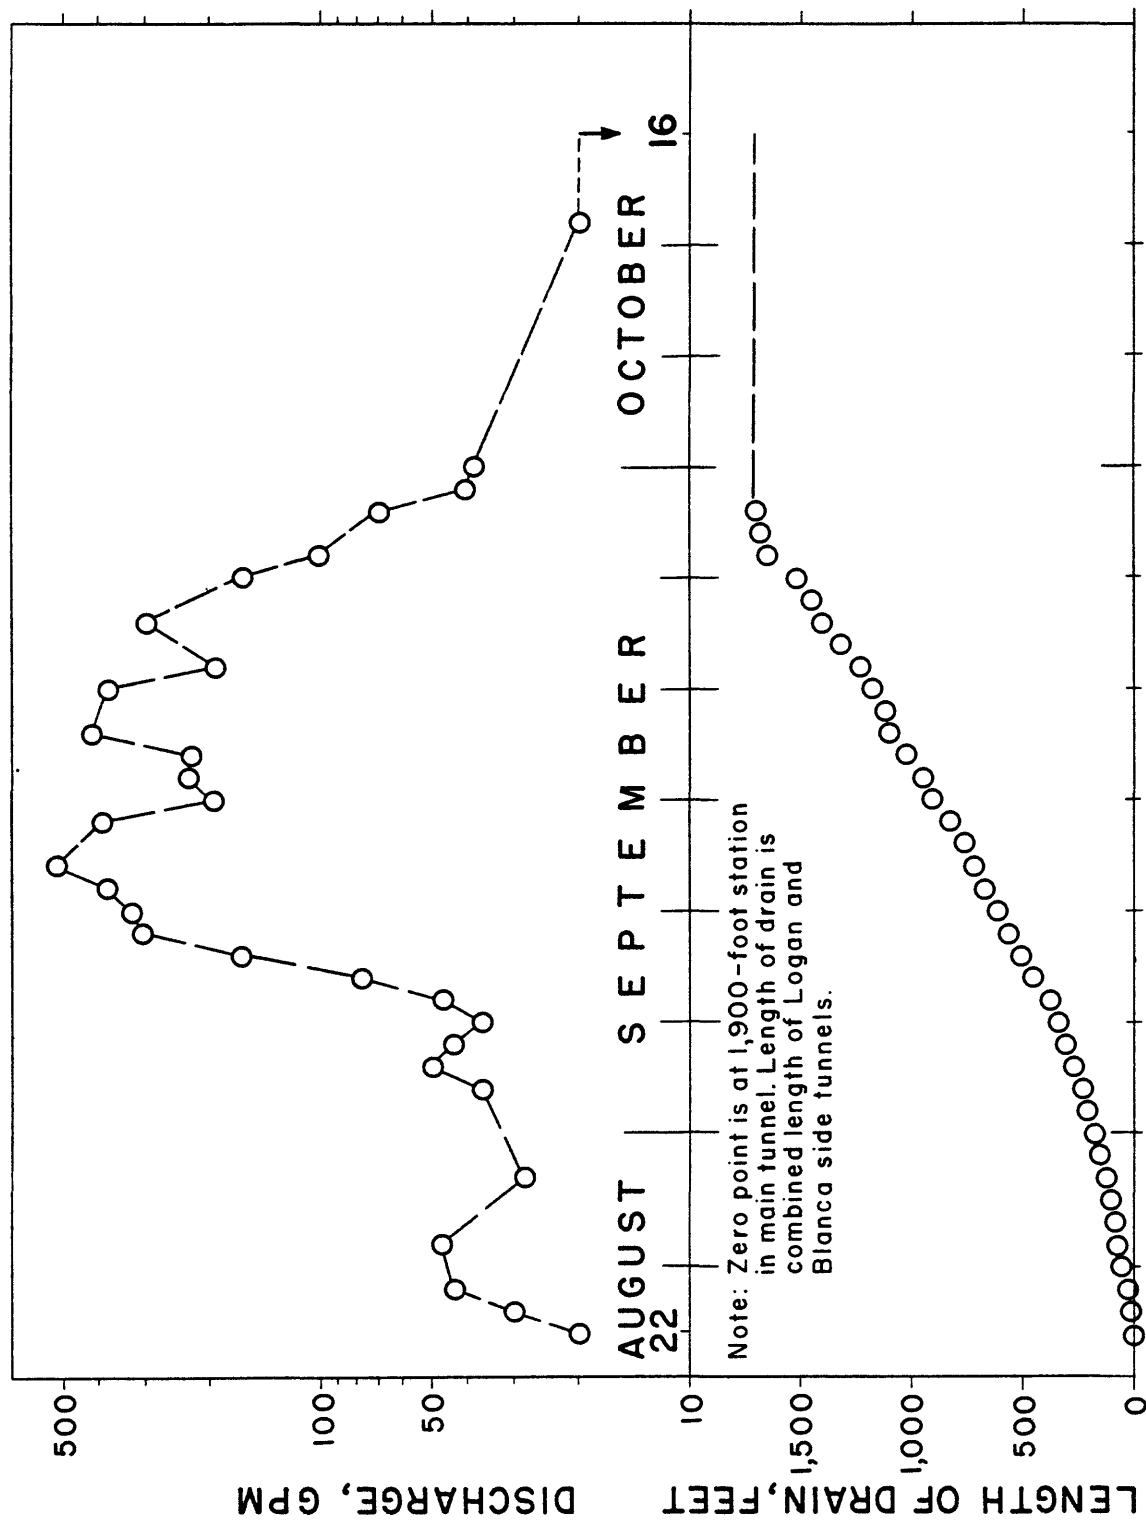 DISCHARGE, GPM
500
100
50
10
AUGUST SEPTEMBER OCTOBER
22 16
Note: Zero point is at 1,900-foot station
in main tunnel. Length of drain is
combined length of Logan and
Blanca side tunnels.
LENGTH OF DRAIN, FEET
1,500
1,000
500
0